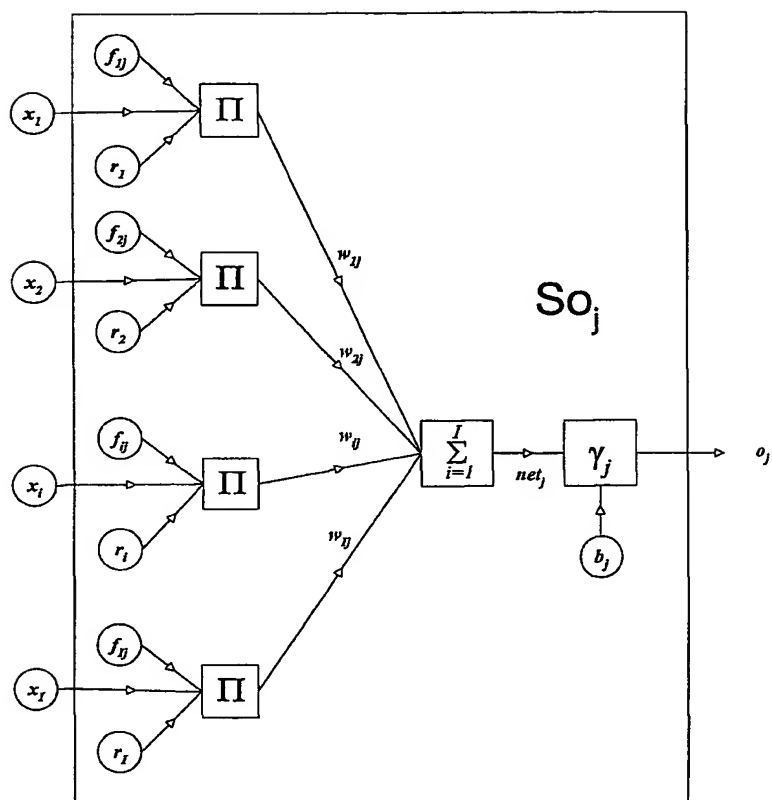 f1j
x1
Π
r1
f2j
w1j
x2
Π
Soj
r2
w2j
fij
wij
I
∑
i=1
γj
oj
netj
xi
Π
ri
wIj
bj
fIj
xI
Π
rI